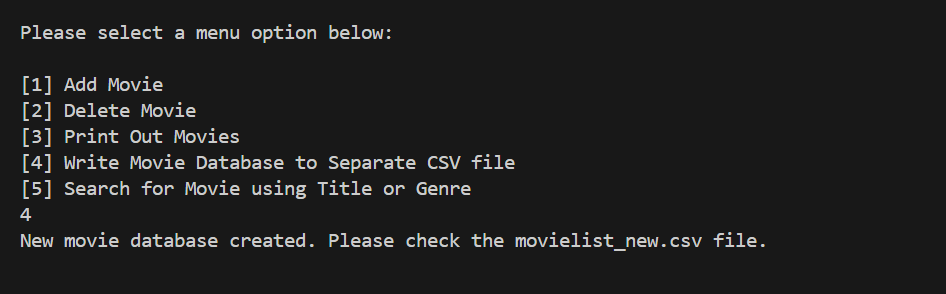 Please select a menu option below:
[1] Add Movie
[2] Delete Movie
[3] Print Out Movies
[4] Write Movie Database to Separate CSV file
[5] Search for Movie using Title or Genre
4
New movie database created. Please check the movielist_new.csv file.